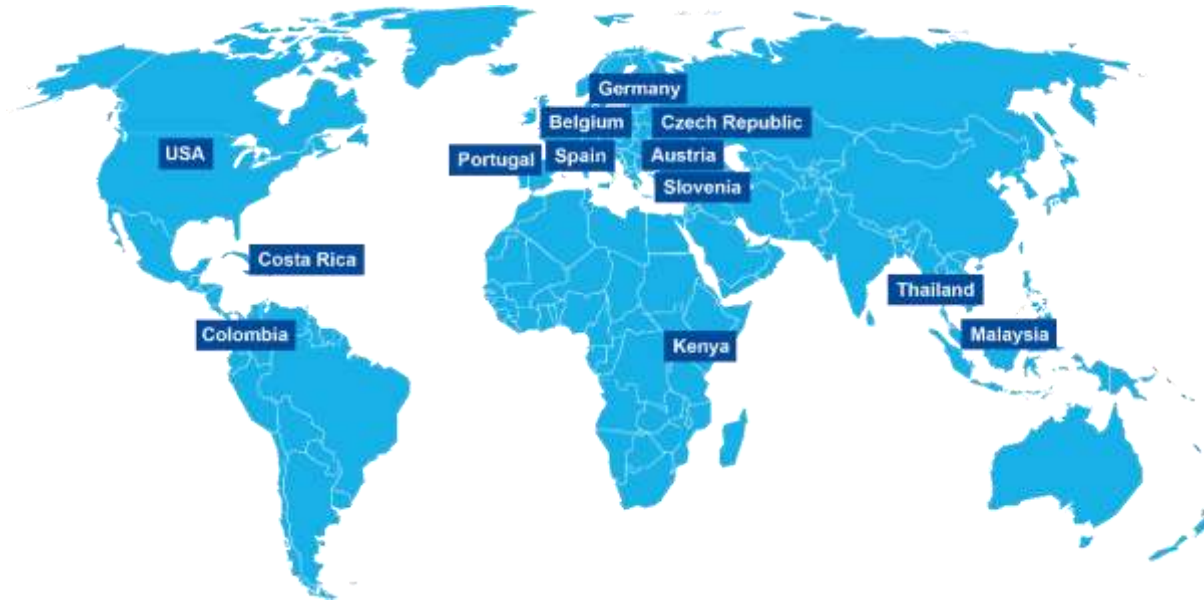 Germany
Belgium
Czech Republic
USA
Portugal
Spain
Austria
Slovenia
Costa Rica
Thailand
Colombia
Kenya
Malaysia